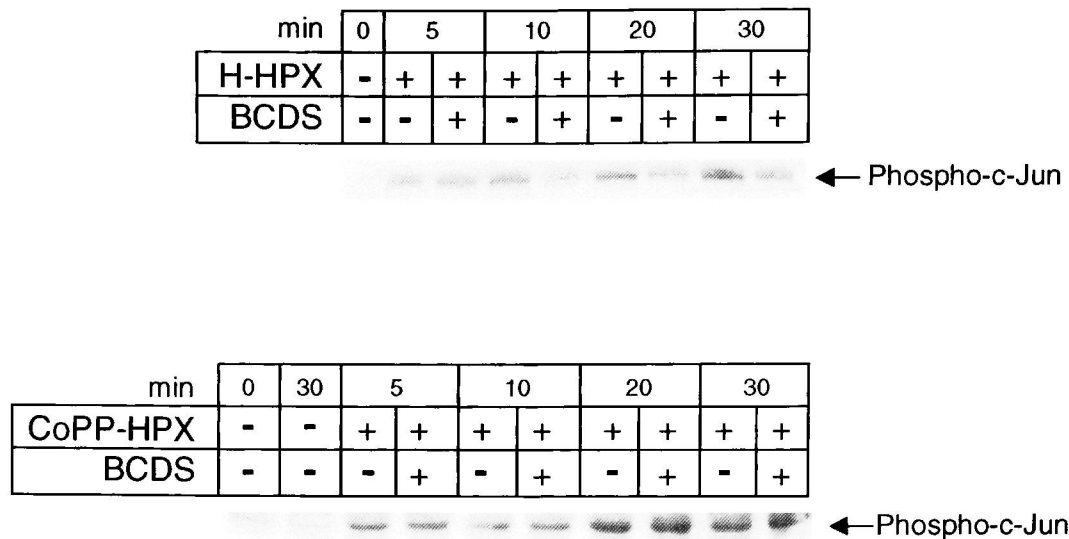 min 0 5 10 20 30
H-HPX - + + + + + + + +
BCDS - - + - + - + - +
Phospho-c-Jun
min 0 30 5 10 20 30
CoPP-HPX - - + + + + + + + +
BCDS - - - + - + - + - +
Phospho-c-Jun